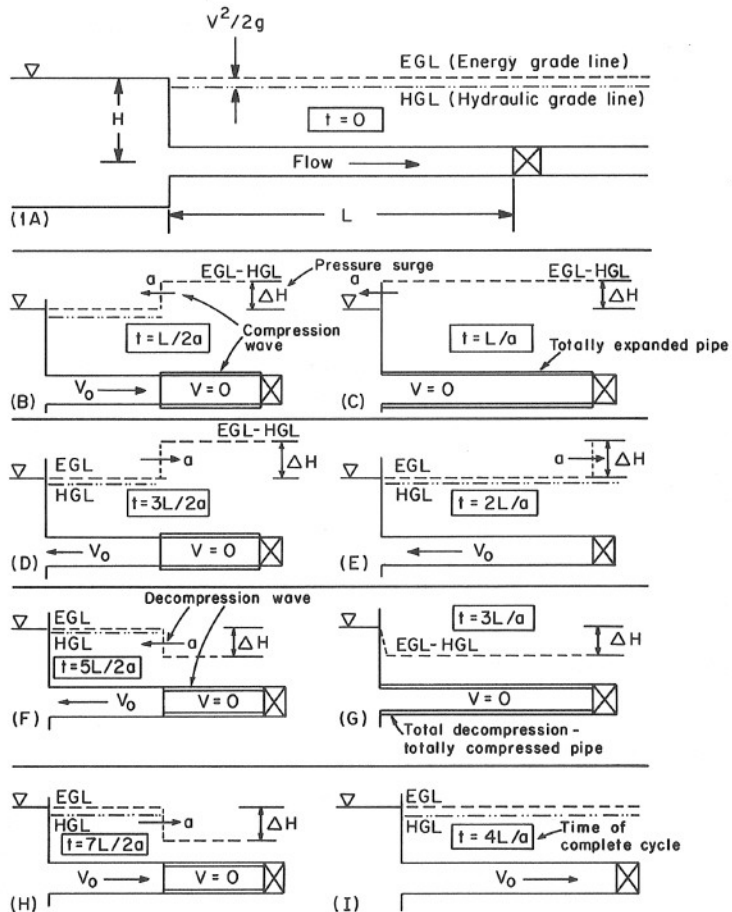 V²/2g
EGL (Energy grade line)
HGL (Hydraulic grade line)
H
t=0
Flow
L
(1A)
a
EGL-HGL
Pressure surge
ΔH
t=L/2a
Compression
wave
V₀
V=0
(B)
a
EGL-HGL
ΔH
t=L/a
Totally expanded pipe
V=0
(C)
EGL-HGL
EGL
a
ΔH
HGL
t=3L/2a
V₀
V=0
(D)
EGL
a
ΔH
HGL
t=2L/a
V₀
(E)
Decompression wave
EGL
HGL
a
ΔH
t=5L/2a
V₀
V=0
(F)
t=3L/a
EGL-HGL
ΔH
V=0
(G)
Total decompression-
totally compressed pipe
EGL
HGL
a
ΔH
t=7L/2a
V₀
V=0
(H)
EGL
HGL
t=4L/a
Time of
complete cycle
V₀
(I)